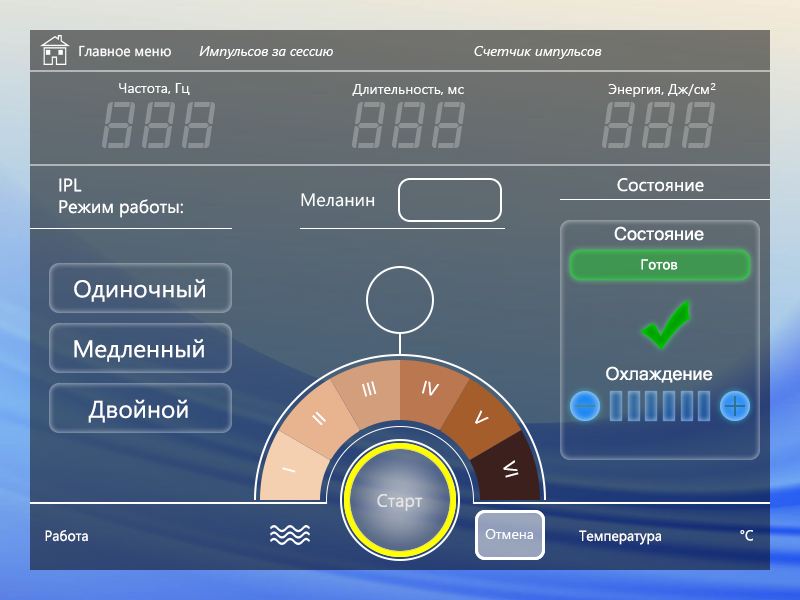 Главное меню
Импульсов за сессию
Счетчик импульсов
Частота, Гц
Длительность, мс
Энергия, Дж/см²
888
888
888
IPL
Режим работы:
Меланин
Состояние
Состояние
Готов
Одиночный
Медленный
Двойной
Охлаждение
I
II
III
IV
V
VI
Старт
Работа
Отмена
Температура
°C